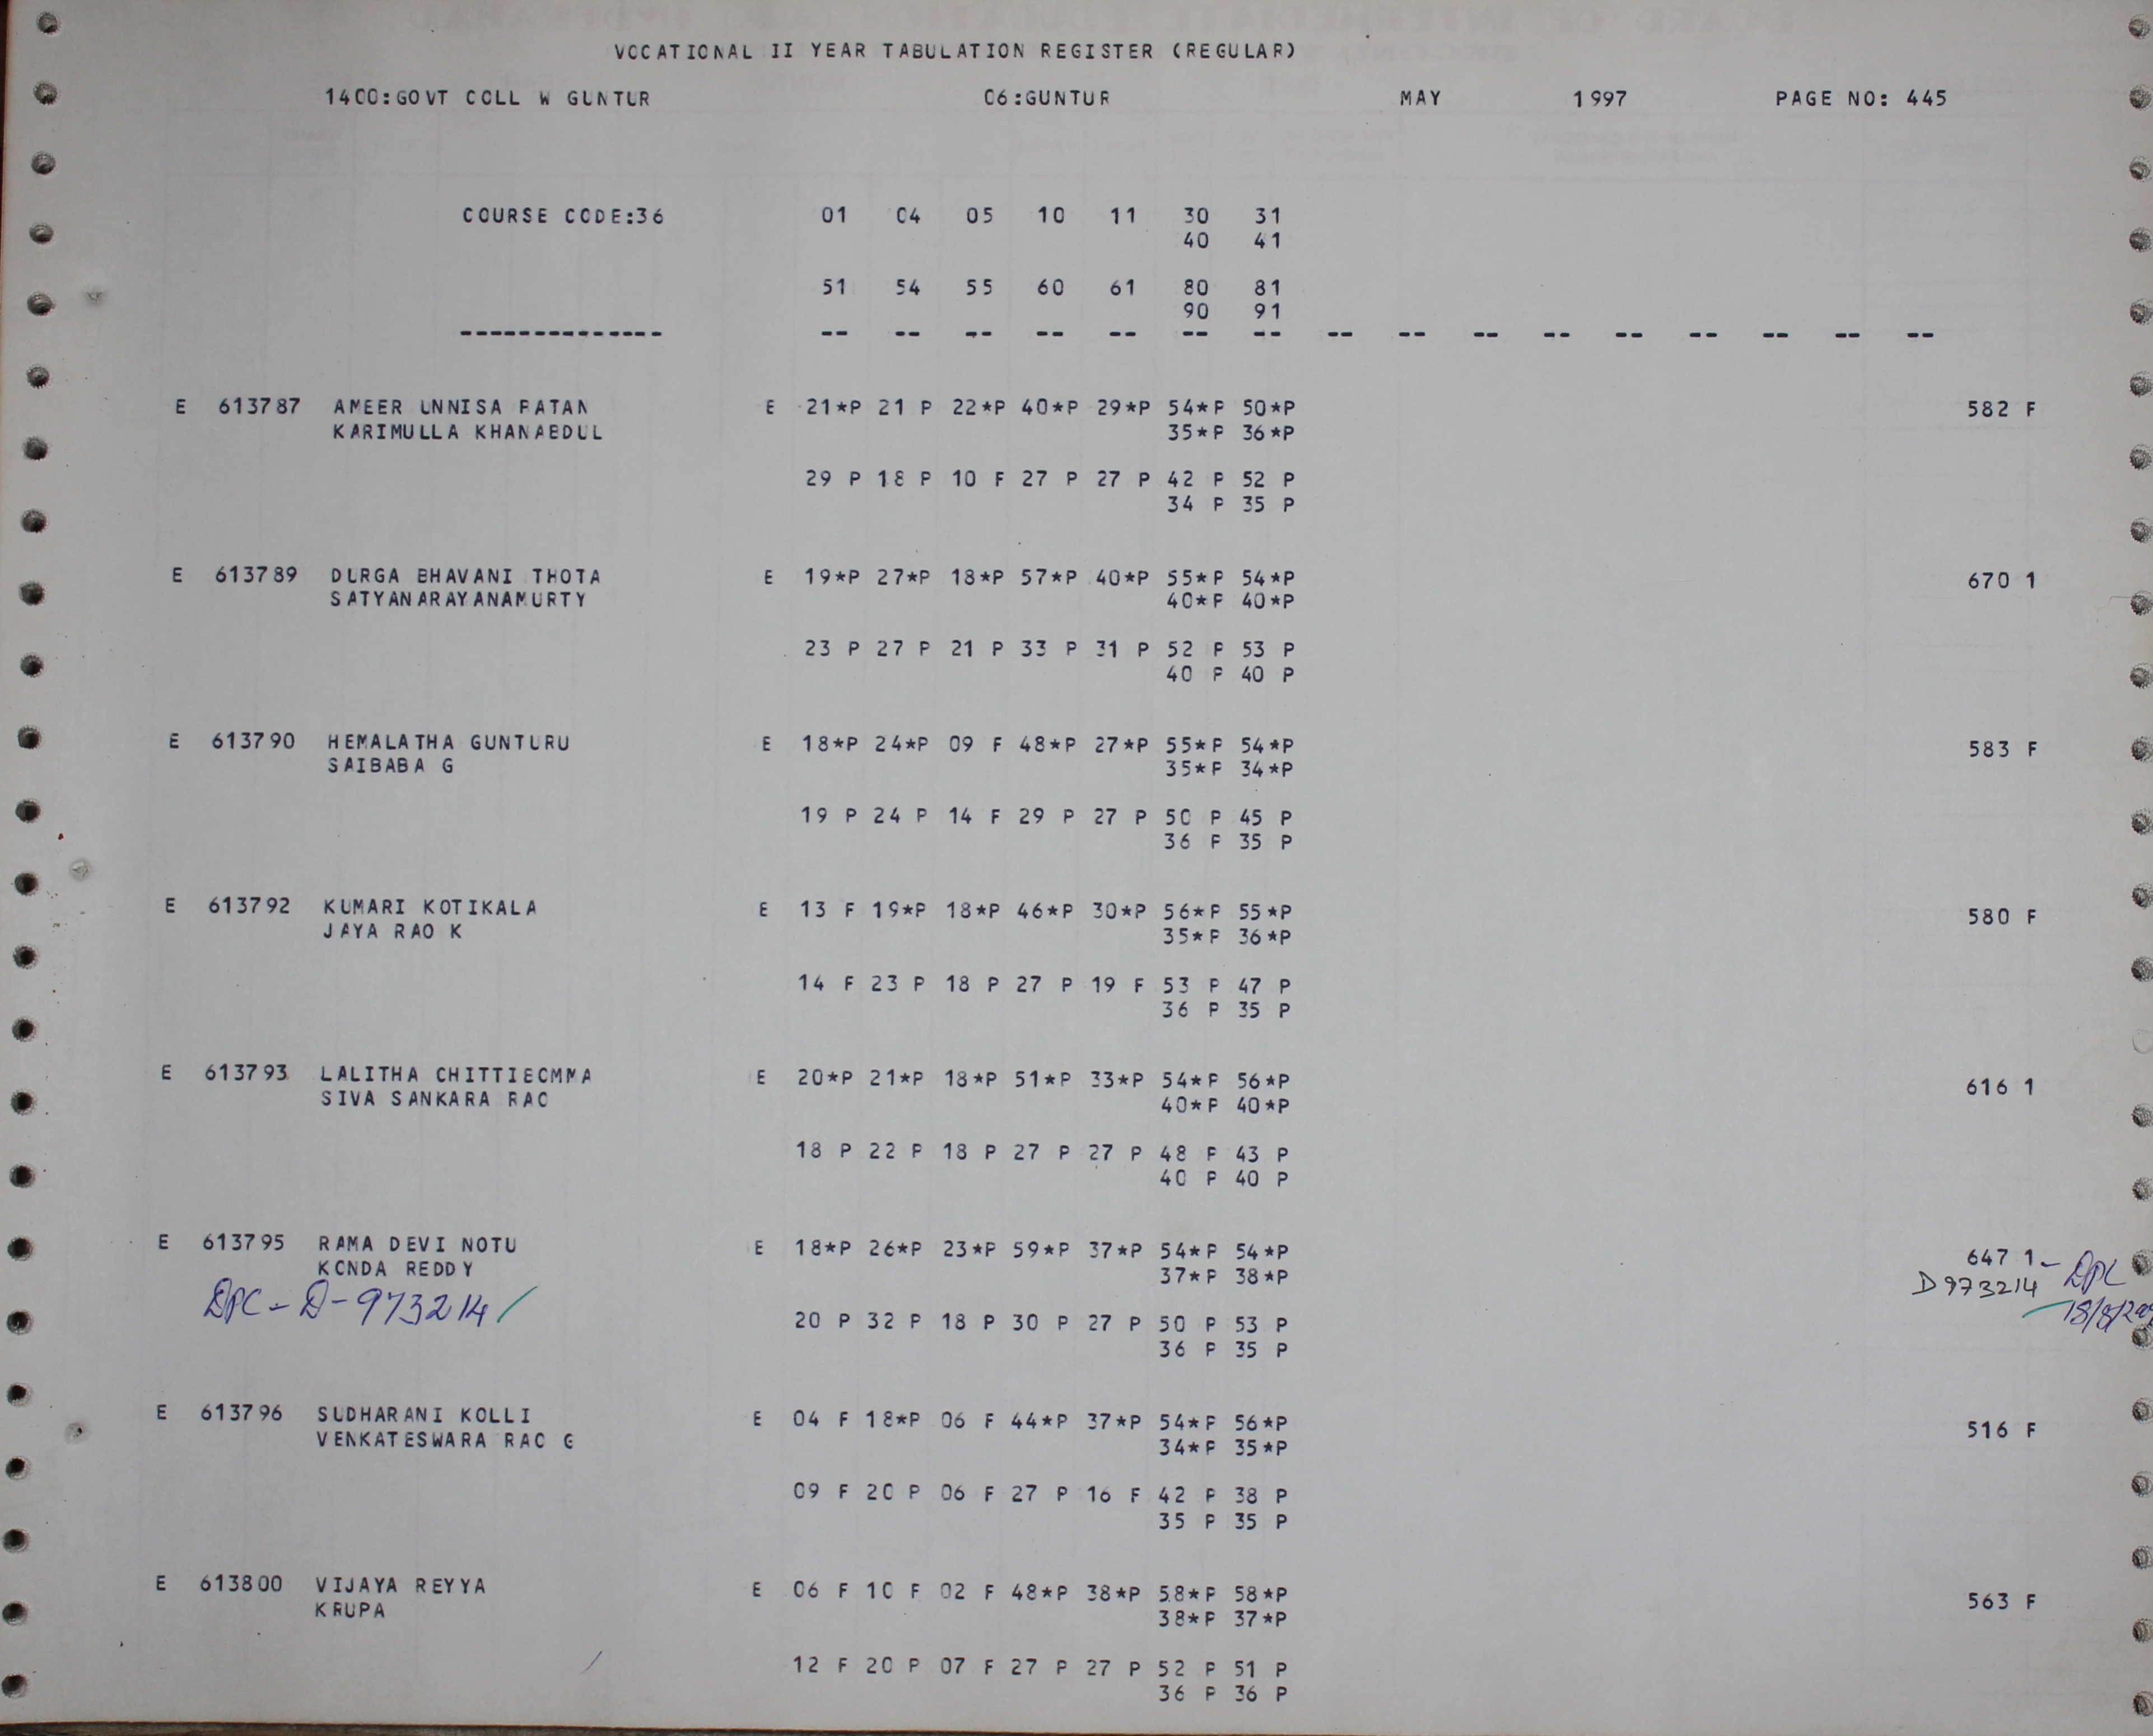 VOCATIONAL II YEAR TABULATION REGISTER (REGULAR)
1400:GOVT COLL W GUNTUR 06:GUNTUR MAY 1997 PAGE NO: 445
COURSE CODE:36 01 04 05 10 11 30 31
40 41
51 54 55 60 61 80 81
90 91
-------------- -- -- -- -- -- -- -- -- -- -- -- -- -- -- -- --
E 613787 AMEER UNNISA PATAN E 21*P 21 P 22*P 40*P 29*P 54*P 50*P 582 F
KARIMULLA KHANABDUL 35*P 36*P
29 P 18 P 10 F 27 P 27 P 42 P 52 P
34 P 35 P
E 613789 DURGA BHAVANI THOTA E 19*P 27*P 18*P 57*P 40*P 55*P 54*P 670 1
SATYANARAYANAMURTY 40*P 40*P
23 P 27 P 21 P 33 P 31 P 52 P 53 P
40 P 40 P
E 613790 HEMALATHA GUNTURU E 18*P 24*P 09 F 48*P 27*P 55*P 54*P 583 F
SAIBABA G 35*P 34*P
19 P 24 P 14 F 29 P 27 P 50 P 45 P
36 P 35 P
E 613792 KUMARI KOTIKALA E 13 F 19*P 18*P 46*P 30*P 56*P 55*P 580 F
JAYA RAO K 35*P 36*P
14 F 23 P 18 P 27 P 19 F 53 P 47 P
36 P 35 P
E 613793 LALITHA CHITTIBOMMA E 20*P 21*P 18*P 51*P 33*P 54*P 56*P 616 1
SIVA SANKARA RAO 40*P 40*P
18 P 22 P 18 P 27 P 27 P 48 P 43 P
40 P 40 P
E 613795 RAMA DEVI NOTU E 18*P 26*P 23*P 59*P 37*P 54*P 54*P 647 1 - DPC
KONDA REDDY 37*P 38*P D973214
DPC - D-973214
20 P 32 P 18 P 30 P 27 P 50 P 53 P
36 P 35 P
E 613796 SUDHARANI KOLLI E 04 F 18*P 06 F 44*P 37*P 54*P 56*P 516 F
VENKATESWARA RAO G 34*P 35*P
09 F 20 P 06 F 27 P 16 F 42 P 38 P
35 P 35 P
E 613800 VIJAYA REYYA E 06 F 10 F 02 F 48*P 38*P 58*P 58*P 563 F
KRUPA 38*P 37*P
12 F 20 P 07 F 27 P 27 P 52 P 51 P
36 P 36 P